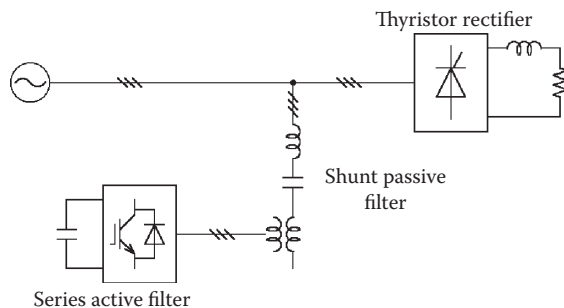 Thyristor rectifier
Shunt passive
filter
Series active filter